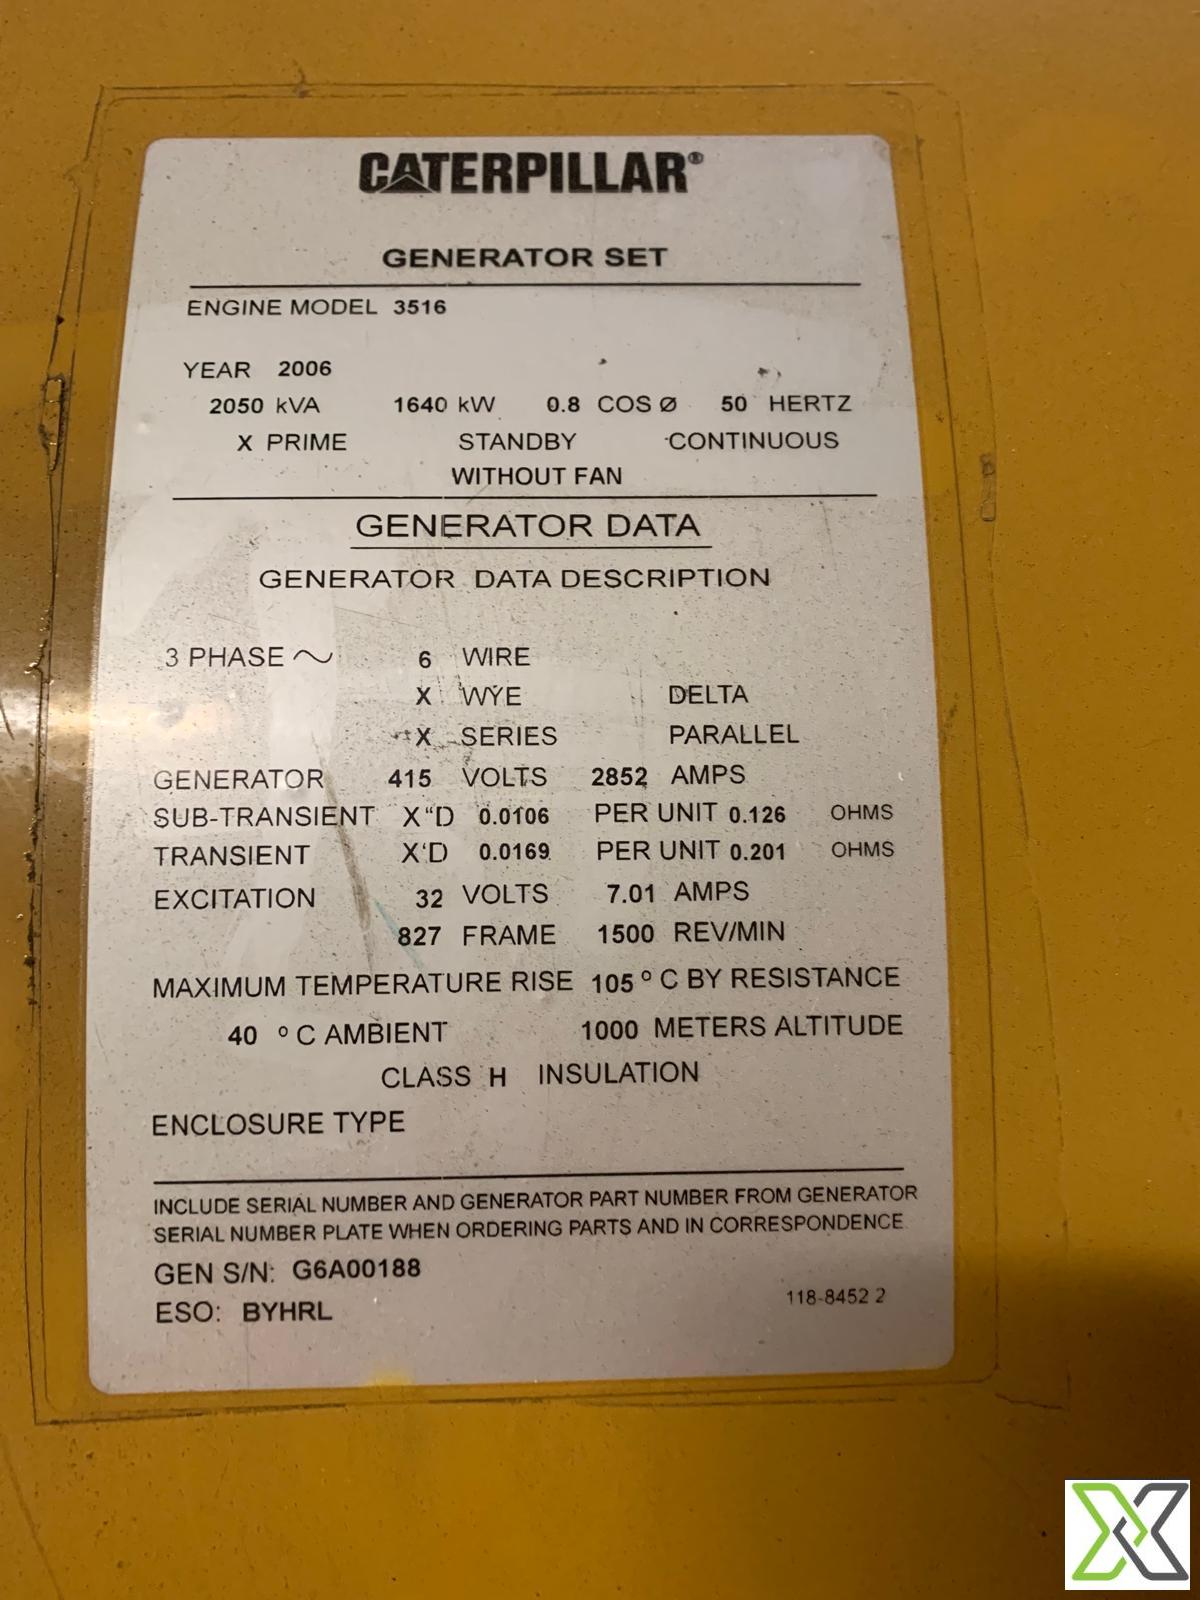 CATERPILLAR®
GENERATOR SET
ENGINE MODEL 3516
YEAR 2006
2050 kVA 1640 kW 0.8 COS Ø 50 HERTZ
X PRIME STANDBY CONTINUOUS
WITHOUT FAN
GENERATOR DATA
GENERATOR DATA DESCRIPTION
3 PHASE ~ 6 WIRE
X WYE DELTA
X SERIES PARALLEL
GENERATOR 415 VOLTS 2852 AMPS
SUB-TRANSIENT X“D 0.0106 PER UNIT 0.126 OHMS
TRANSIENT X‘D 0.0169 PER UNIT 0.201 OHMS
EXCITATION 32 VOLTS 7.01 AMPS
827 FRAME 1500 REV/MIN
MAXIMUM TEMPERATURE RISE 105 ° C BY RESISTANCE
40 ° C AMBIENT 1000 METERS ALTITUDE
CLASS H INSULATION
ENCLOSURE TYPE
INCLUDE SERIAL NUMBER AND GENERATOR PART NUMBER FROM GENERATOR
SERIAL NUMBER PLATE WHEN ORDERING PARTS AND IN CORRESPONDENCE
GEN S/N: G6A00188
118-8452 2
ESO: BYHRL